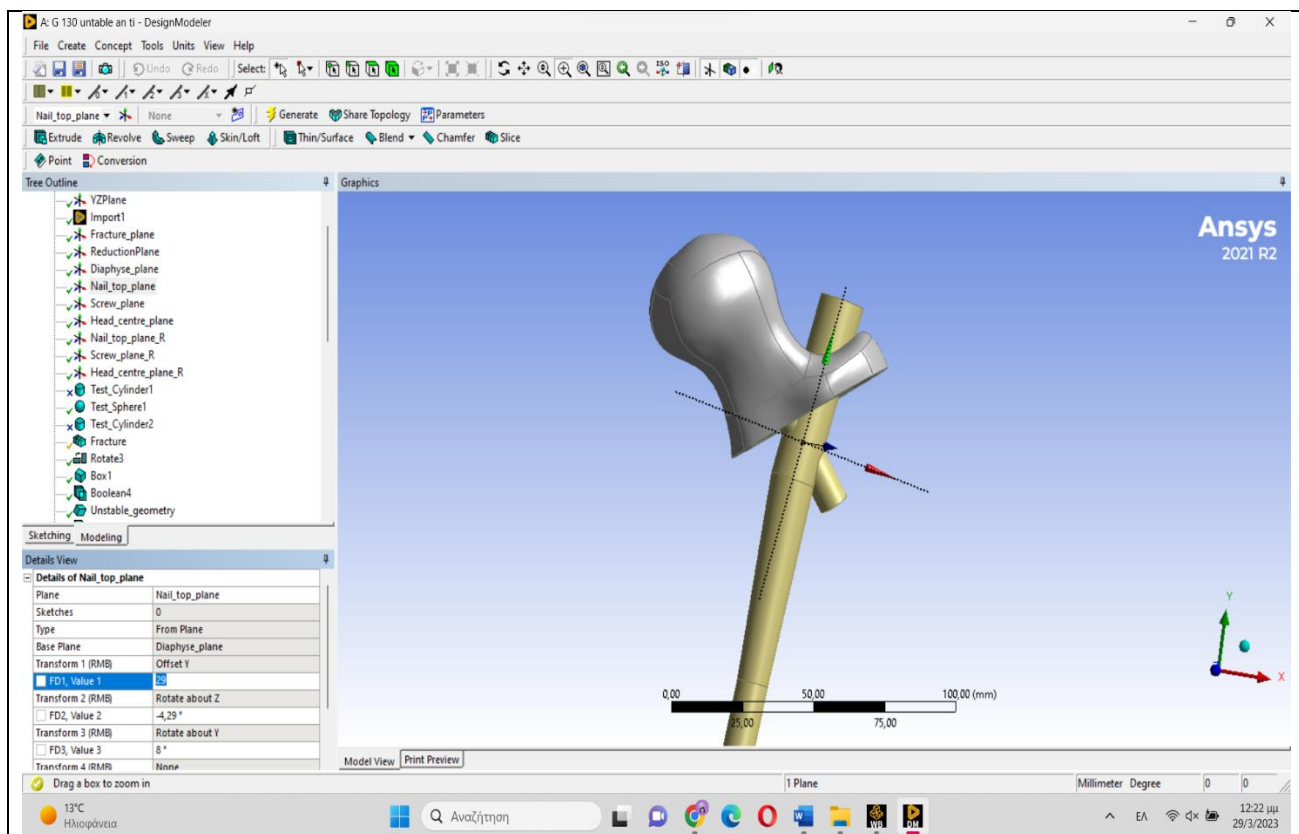 A: G 130 untable an ti - DesignModeler
File Create Concept Tools Units View Help
Undo Redo Select:
Nail_top_plane None Generate Share Topology Parameters
Extrude Revolve Sweep Skin/Loft Thin/Surface Blend Chamfer Slice
Point Conversion
Tree Outline
YZPlane
Import1
Fracture_plane
ReductionPlane
Diaphyse_plane
Nail_top_plane
Screw_plane
Head_centre_plane
Nail_top_plane_R
Screw_plane_R
Head_centre_plane_R
Test_Cylinder1
Test_Sphere1
Test_Cylinder2
Fracture
Rotate3
Box1
Boolean4
Unstable_geometry
Sketching Modeling
Details View
Details of Nail_top_plane
Plane Nail_top_plane
Sketches 0
Type From Plane
Base Plane Diaphyse_plane
Transform 1 (RMB) Offset Y
FD1, Value 1 29
Transform 2 (RMB) Rotate about Z
FD2, Value 2 -4,29 °
Transform 3 (RMB) Rotate about Y
FD3, Value 3 8 °
Transform 4 (RMB) None
Graphics
Ansys
2021 R2
Y
X
0,00 50,00 100,00 (mm)
25,00 75,00
Model View Print Preview
Drag a box to zoom in 1 Plane Millimeter Degree 0 0
13°C
Ηλιοφάνεια
Αναζήτηση
ΕΛ
12:22 μμ
29/3/2023